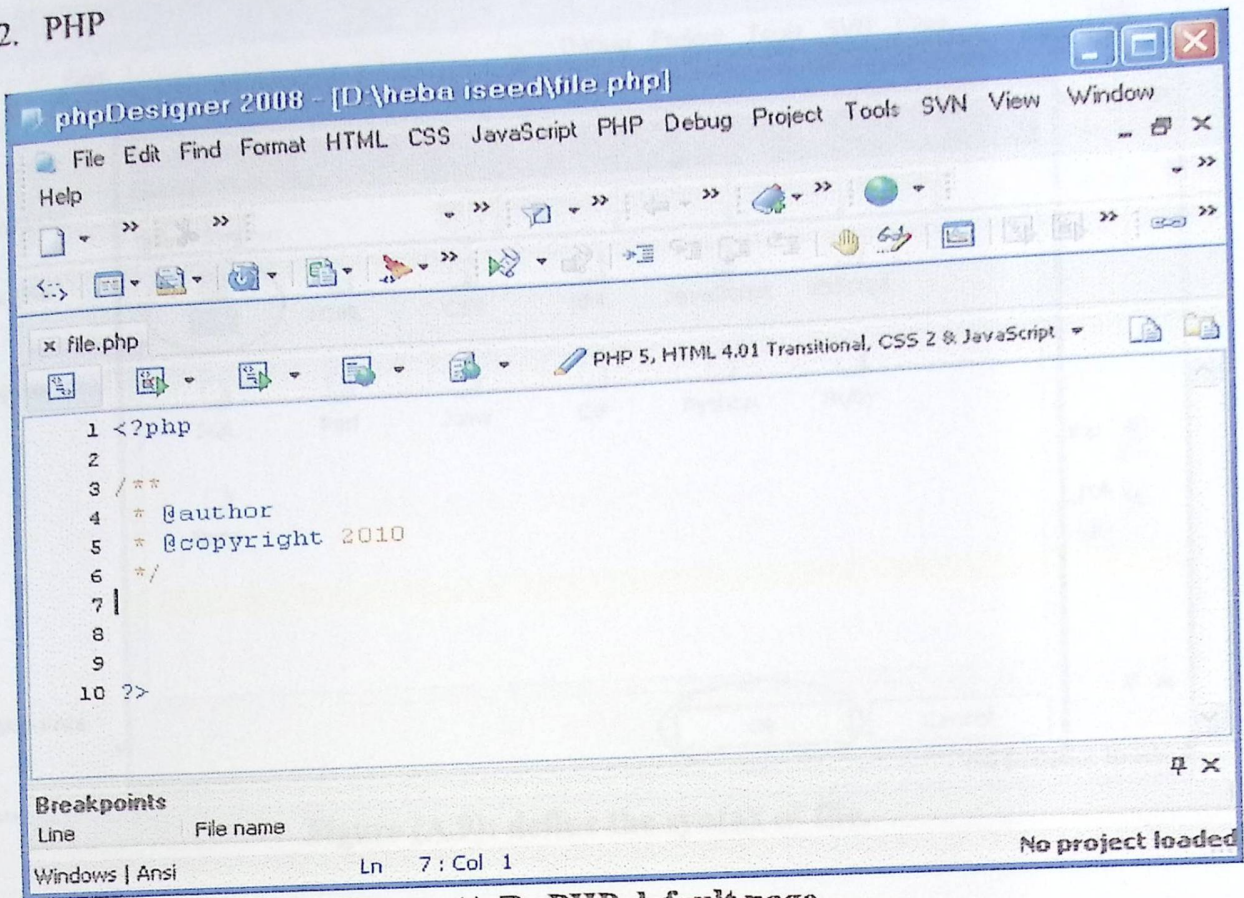 2. PHP
phpDesigner 2008 - [D:\heba iseed\file.php]
File Edit Find Format HTML CSS JavaScript PHP Debug Project Tools SVN View Window
Help
x file.php
PHP 5, HTML 4.01 Transitional, CSS 2 & JavaScript
1 <?php
2
3 /**
4 * @author
5 * @copyright 2010
6 */
7
8
9
10 ?>
Breakpoints
Line File name
No project loaded
Windows | Ansi Ln 7 : Col 1
PHP default page